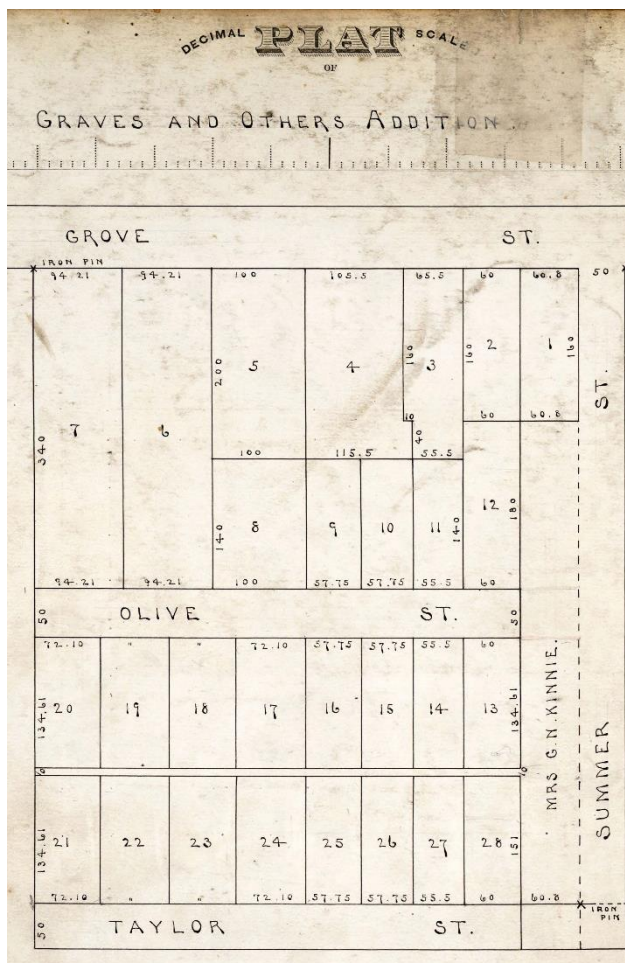 DECIMAL PLAT SCALE
OF
GRAVES AND OTHERS ADDITION.
GROVE ST.
IRON PIN
94.21 94.21 100 105.5 65.5 60 60.8 50
7 6 5 4 3 2 1
340 200 160 160 160
10 60 60.8
40
100 115.5 55.5
8 9 10 11 12
140 140 180
94.21 94.21 100 57.75 57.75 55.5 60
50 OLIVE ST. 50
72.10 " " 72.10 57.75 57.75 55.5 60
134.61 20 19 18 17 16 15 14 13 134.61
10 10
134.61 21 22 23 24 25 26 27 28 151
72.10 " " 72.10 57.75 57.75 55.5 60 60.8
IRON
PIN
50 TAYLOR ST.
MRS G.N. KINNIE.
SUMMER ST.